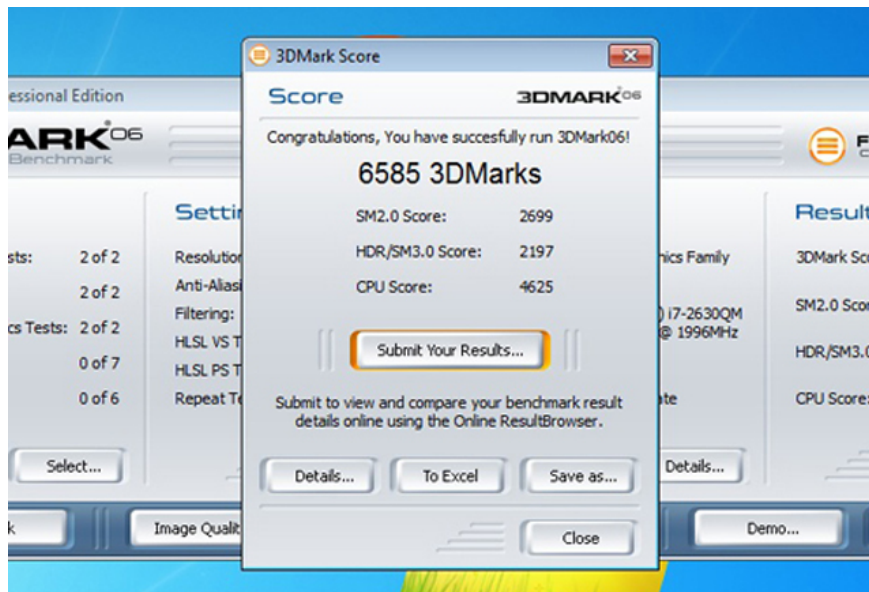 3DMark Score
essional Edition
Score
3DMARK06
ARK06
Benchmark
Congratulations, You have succesfully run 3DMark06!
6585 3DMarks
SM2.0 Score: 2699
HDR/SM3.0 Score: 2197
CPU Score: 4625
Submit Your Results...
Submit to view and compare your benchmark result
details online using the Online ResultBrowser.
Details... To Excel Save as...
Close
sts: 2 of 2
2 of 2
cs Tests: 2 of 2
0 of 7
0 of 6
Select...
Settin
Resolution
Anti-Aliasi
Filtering:
HLSL VS T
HLSL PS T
Repeat Te
Image Qualit
hics Family
) i7-2630QM
@ 1996MHz
ate
Details...
Demo...
Result
3DMark Sco
SM2.0 Scor
HDR/SM3.0
CPU Score: